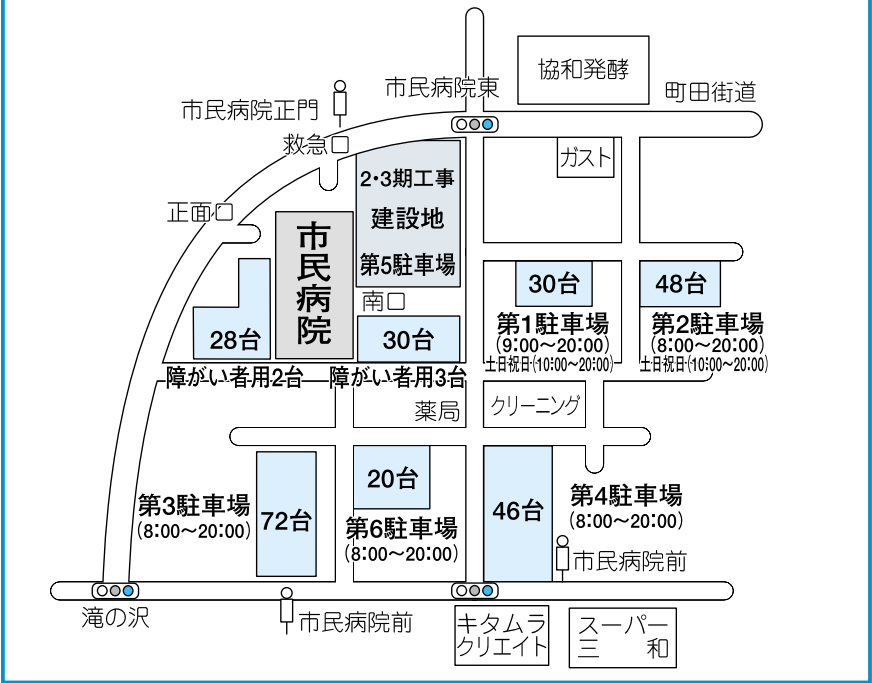 市民病院東
協和発酵
町田街道
市民病院正門
救急
ガスト
2・3期工事
建設地
第5駐車場
正面
市民病院
南口
28台
30台
30台
48台
第1駐車場
(9:00〜20:00)
土日祝日(10:00〜20:00)
第2駐車場
(8:00〜20:00)
土日祝日(10:00〜20:00)
障がい者用2台
障がい者用3台
薬局
クリーニング
第3駐車場
(8:00〜20:00)
72台
20台
第6駐車場
(8:00〜20:00)
46台
第4駐車場
(8:00〜20:00)
市民病院前
滝の沢
市民病院前
キタムラ
クリエイト
スーパー
三和